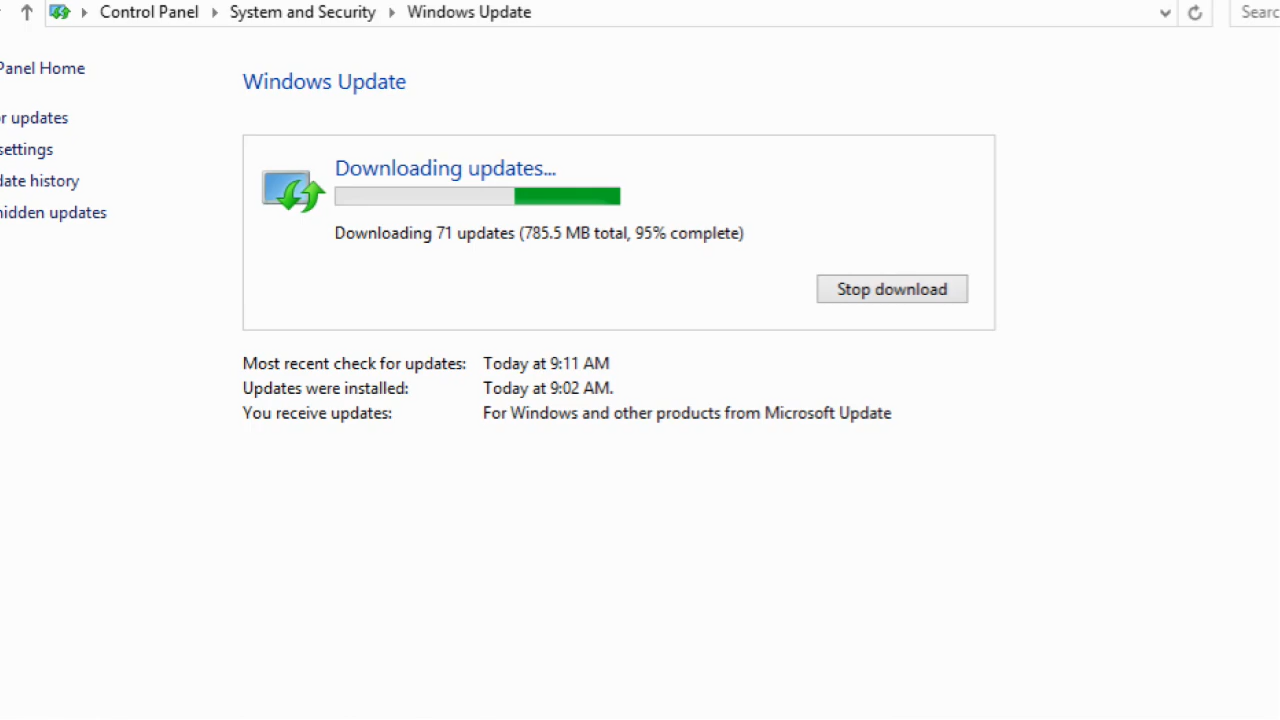 Control Panel System and Security Windows Update
Searc
Panel Home
r updates
settings
date history
hidden updates
Windows Update
Downloading updates...
Downloading 71 updates (785.5 MB total, 95% complete)
Stop download
Most recent check for updates: Today at 9:11 AM
Updates were installed: Today at 9:02 AM.
You receive updates: For Windows and other products from Microsoft Update